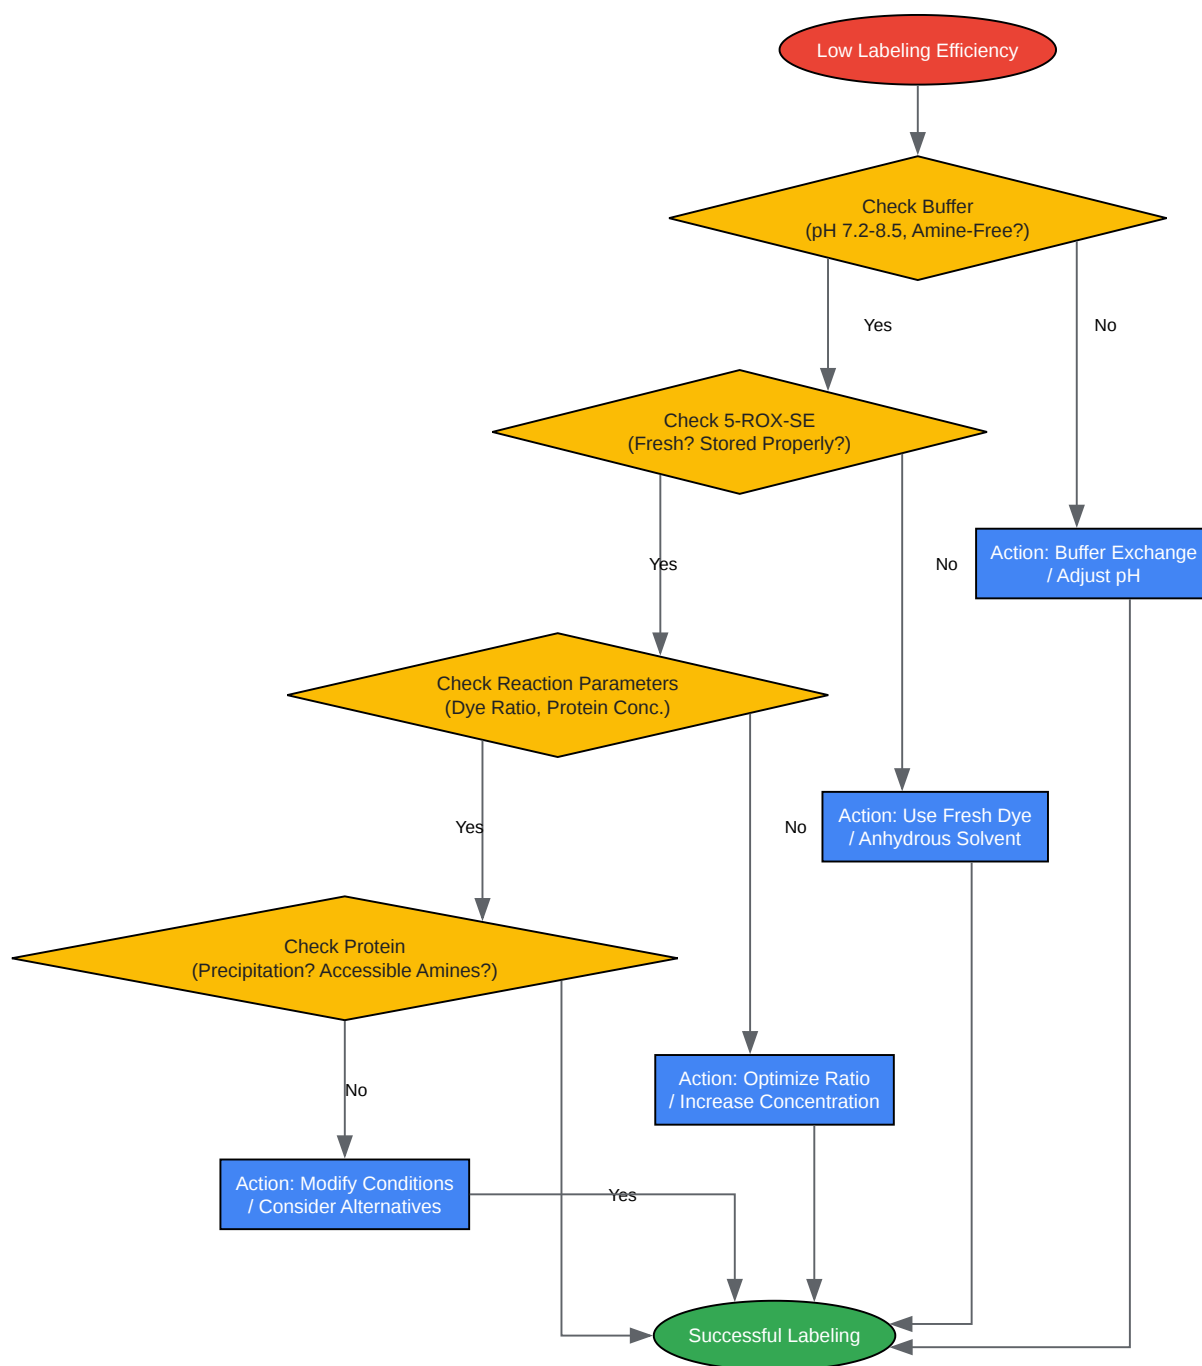 Low Labeling Efficiency
Check Buffer
(pH 7.2-8.5, Amine-Free?)
Yes
No
Check 5-ROX-SE
(Fresh? Stored Properly?)
Yes
No
Action: Buffer Exchange
/ Adjust pH
Check Reaction Parameters
(Dye Ratio, Protein Conc.)
Yes
No
Action: Use Fresh Dye
/ Anhydrous Solvent
Check Protein
(Precipitation? Accessible Amines?)
No
Action: Optimize Ratio
/ Increase Concentration
Action: Modify Conditions
/ Consider Alternatives
Yes
Successful Labeling